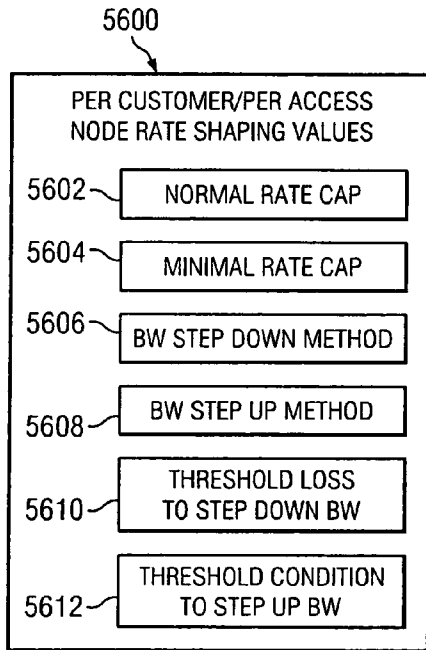 5600
PER CUSTOMER/PER ACCESS
NODE RATE SHAPING VALUES
5602
NORMAL RATE CAP
5604
MINIMAL RATE CAP
5606
BW STEP DOWN METHOD
5608
BW STEP UP METHOD
5610
THRESHOLD LOSS
TO STEP DOWN BW
5612
THRESHOLD CONDITION
TO STEP UP BW